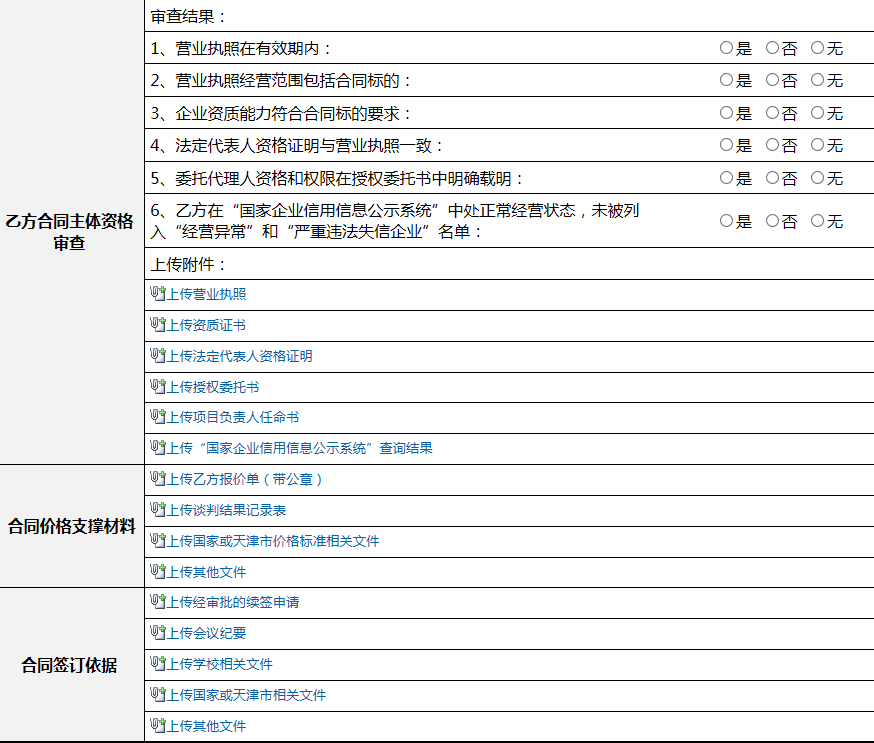 审查结果：
1、营业执照在有效期内： 是 否 无
2、营业执照经营范围包括合同标的： 是 否 无
3、企业资质能力符合合同标的要求： 是 否 无
4、法定代表人资格证明与营业执照一致： 是 否 无
5、委托代理人资格和权限在授权委托书中明确载明： 是 否 无
乙方合同主体资格
审查
6、乙方在“国家企业信用信息公示系统”中处正常经营状态，未被列
入“经营异常”和“严重违法失信企业”名单： 是 否 无
上传附件：
上传营业执照
上传资质证书
上传法定代表人资格证明
上传授权委托书
上传项目负责人任命书
上传“国家企业信用信息公示系统”查询结果
合同价格支撑材料
上传乙方报价单（带公章）
上传谈判结果记录表
上传国家或天津市价格标准相关文件
上传其他文件
合同签订依据
上传经审批的续签申请
上传会议纪要
上传学校相关文件
上传国家或天津市相关文件
上传其他文件